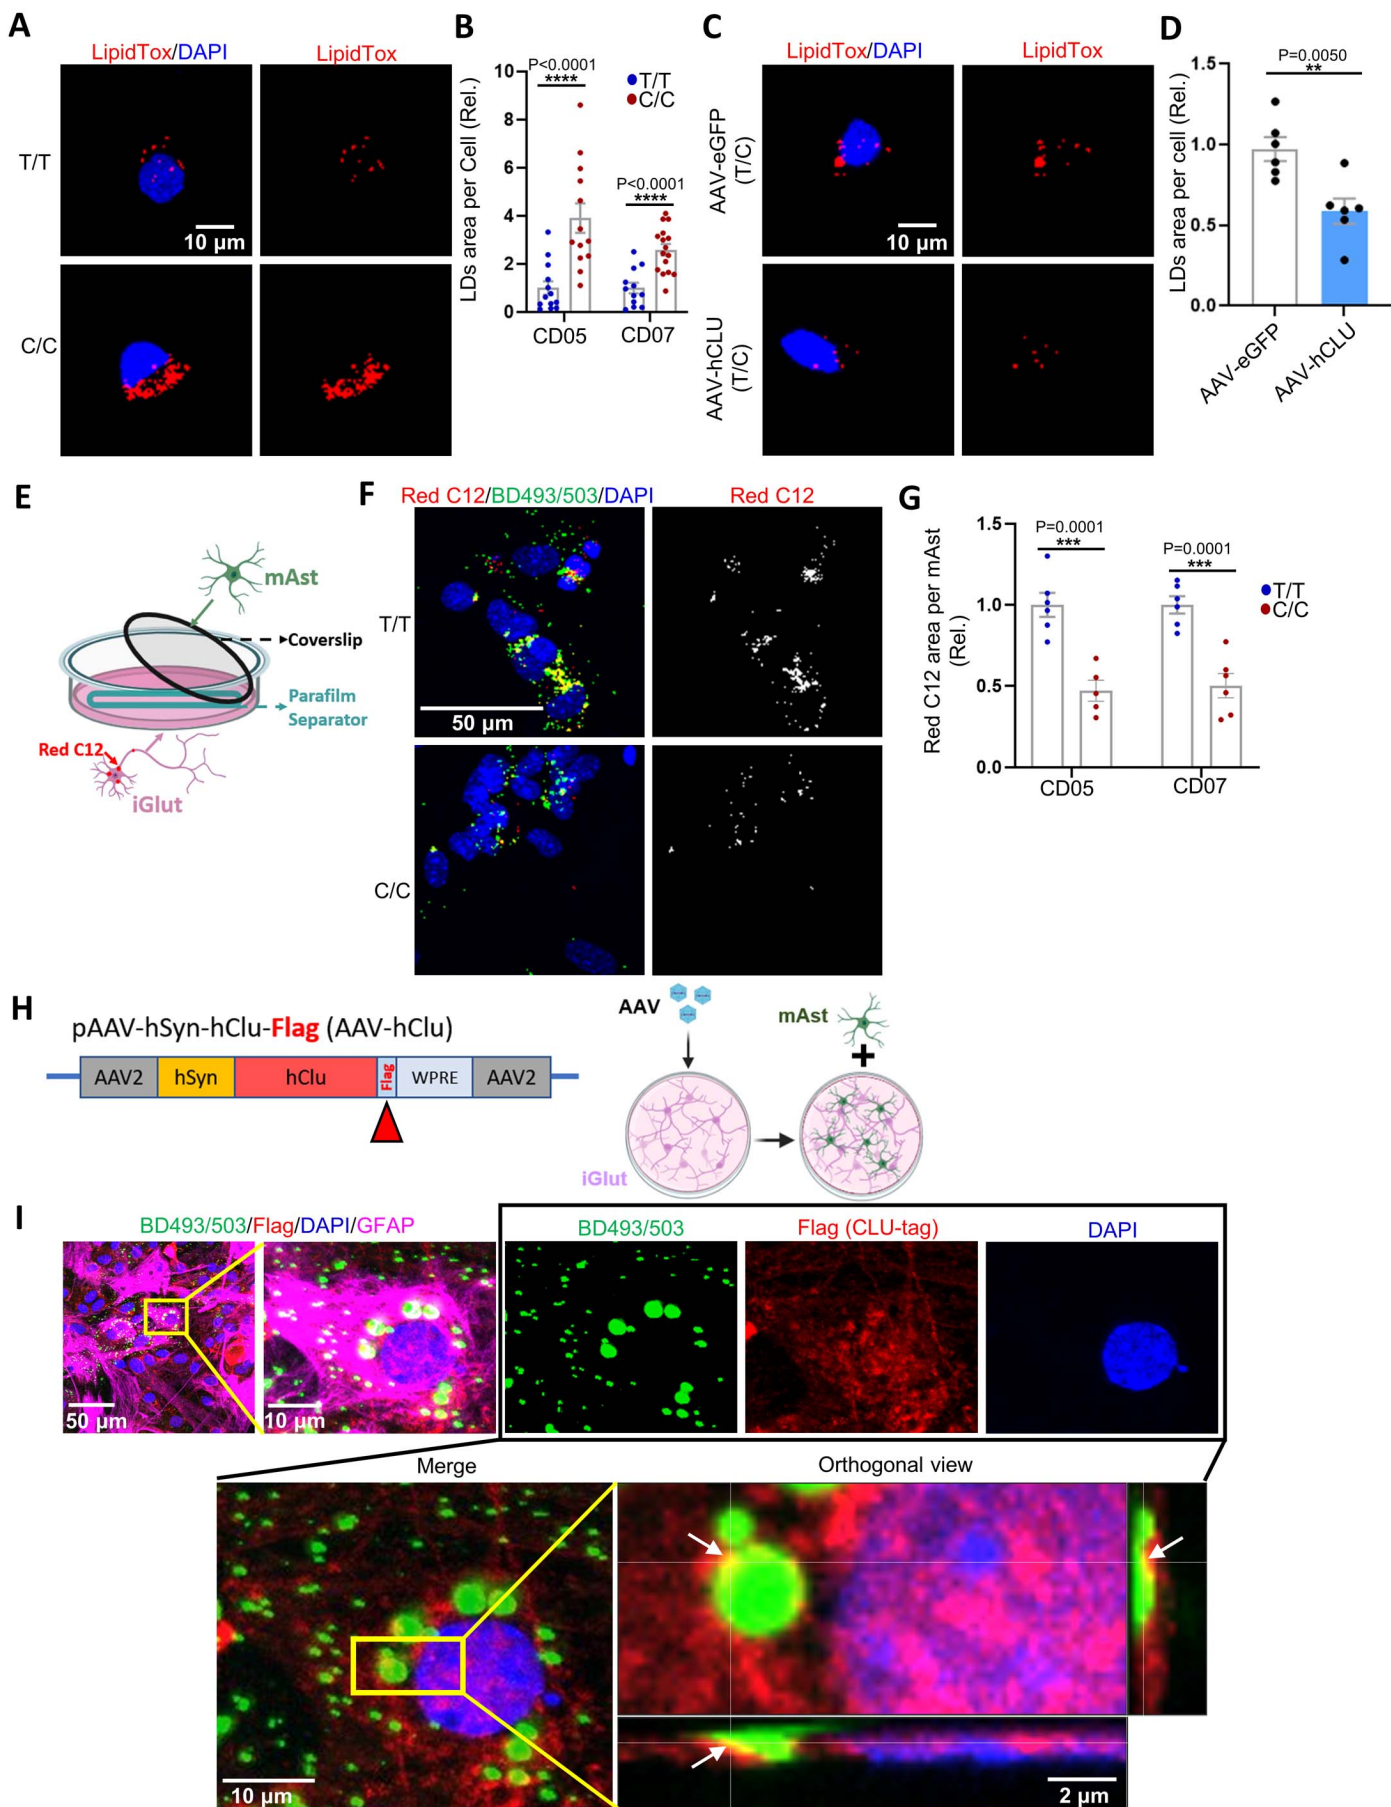 A
LipidTox/DAPI
LipidTox
T/T
10 µm
C/C
B
P<0.0001
****
T/T
C/C
P<0.0001
****
LDs area per Cell (Rel.)
10
8
6
4
2
0
CD05
CD07
C
LipidTox/DAPI
LipidTox
AAV-eGFP
(T/C)
10 µm
AAV-hCLU
(T/C)
D
P=0.0050
**
LDs area per cell (Rel.)
1.5
1.0
0.5
0.0
AAV-eGFP
AAV-hCLU
E
mAst
Coverslip
Parafilm
Separator
Red C12
iGlut
F
Red C12/BD493/503/DAPI
Red C12
T/T
50 µm
C/C
G
P=0.0001
***
P=0.0001
***
T/T
C/C
Red C12 area per mAst
(Rel.)
1.5
1.0
0.5
0.0
CD05
CD07
H
pAAV-hSyn-hClu-Flag (AAV-hClu)
AAV2
hSyn
hClu
Flag
WPRE
AAV2
AAV
mAst
+
iGlut
I
BD493/503/Flag/DAPI/GFAP
BD493/503
Flag (CLU-tag)
DAPI
50 µm
10 µm
Merge
Orthogonal view
10 µm
2 µm